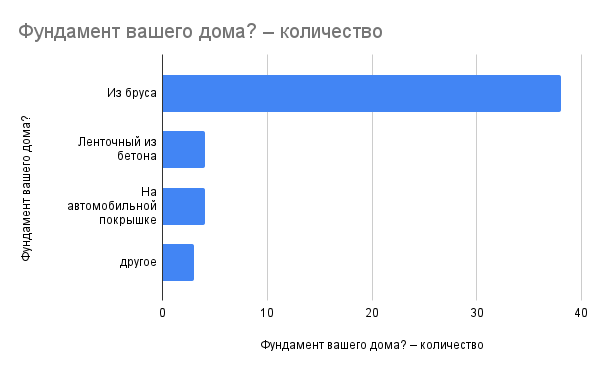 Фундамент вашего дома? – количество
Фундамент вашего дома?
Из бруса
Ленточный из
бетона
На
автомобильной
покрышке
другое
0
10
20
30
40
Фундамент вашего дома? – количество